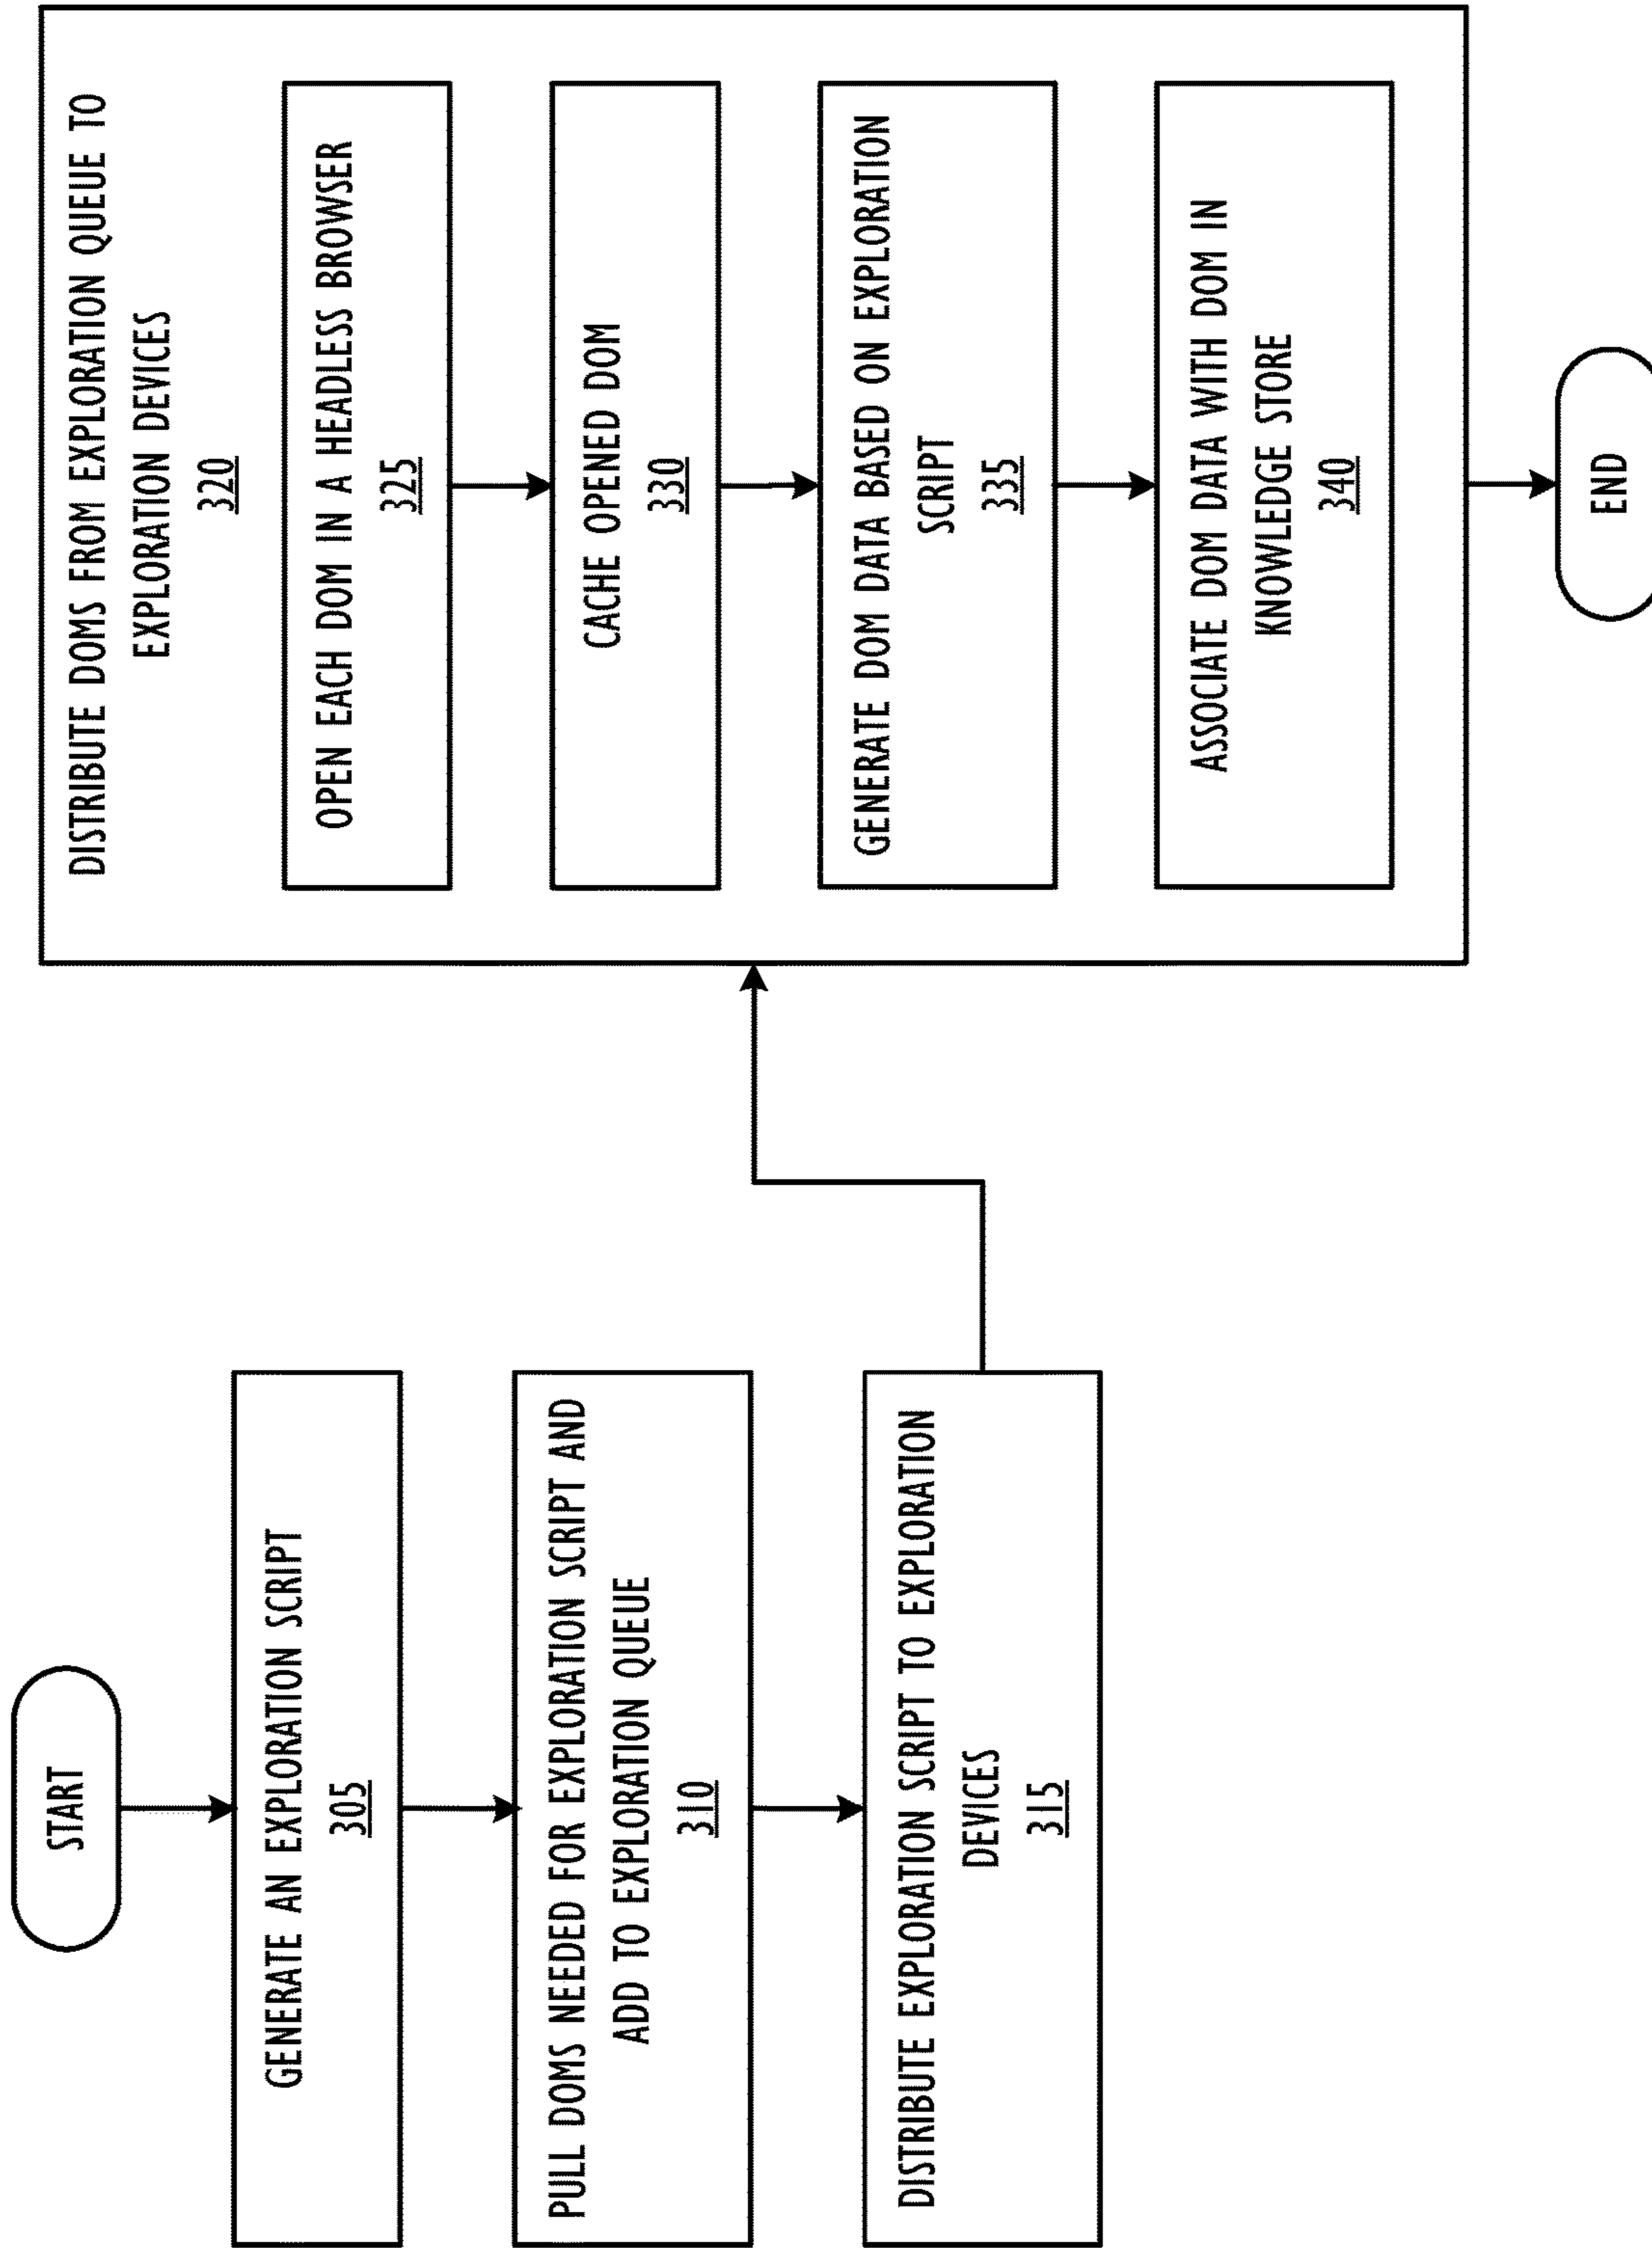 START
GENERATE AN EXPLORATION SCRIPT
305
PULL DOMS NEEDED FOR EXPLORATION SCRIPT AND
ADD TO EXPLORATION QUEUE
310
DISTRIBUTE EXPLORATION SCRIPT TO EXPLORATION
DEVICES
315
DISTRIBUTE DOMS FROM EXPLORATION QUEUE TO
EXPLORATION DEVICES
320
OPEN EACH DOM IN A HEADLESS BROWSER
325
CACHE OPENED DOM
330
GENERATE DOM DATA BASED ON EXPLORATION
SCRIPT
335
ASSOCIATE DOM DATA WITH DOM IN
KNOWLEDGE STORE
340
END